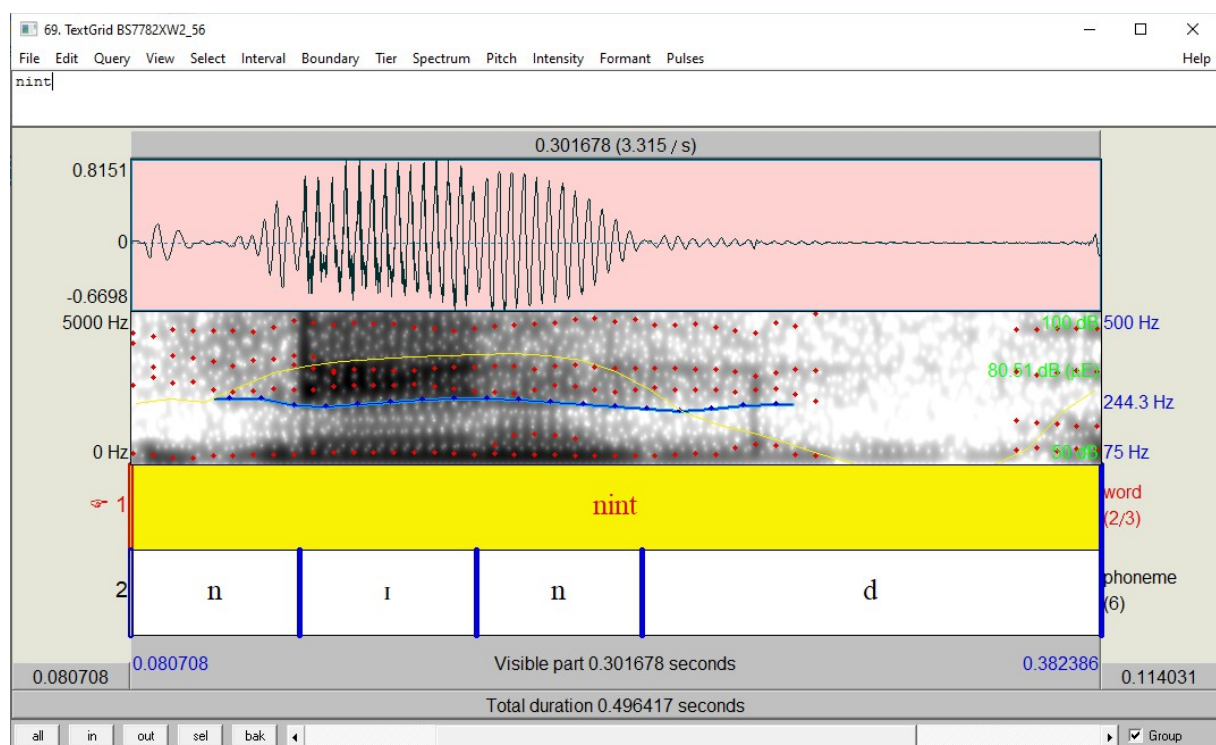 69. TextGrid BS7782XW2_56
File Edit Query View Select Interval Boundary Tier Spectrum Pitch Intensity Formant Pulses Help
nint
0.301678 (3.315 / s)
0.8151
0
-0.6698
5000 Hz 100 dB 500 Hz
80.51 dB (µE)
244.3 Hz
0 Hz 50 dB 75 Hz
1 nint word
(2/3)
2 n ɪ n d phoneme
(6)
0.080708 0.080708 Visible part 0.301678 seconds 0.382386 0.114031
Total duration 0.496417 seconds
all in out sel bak Group